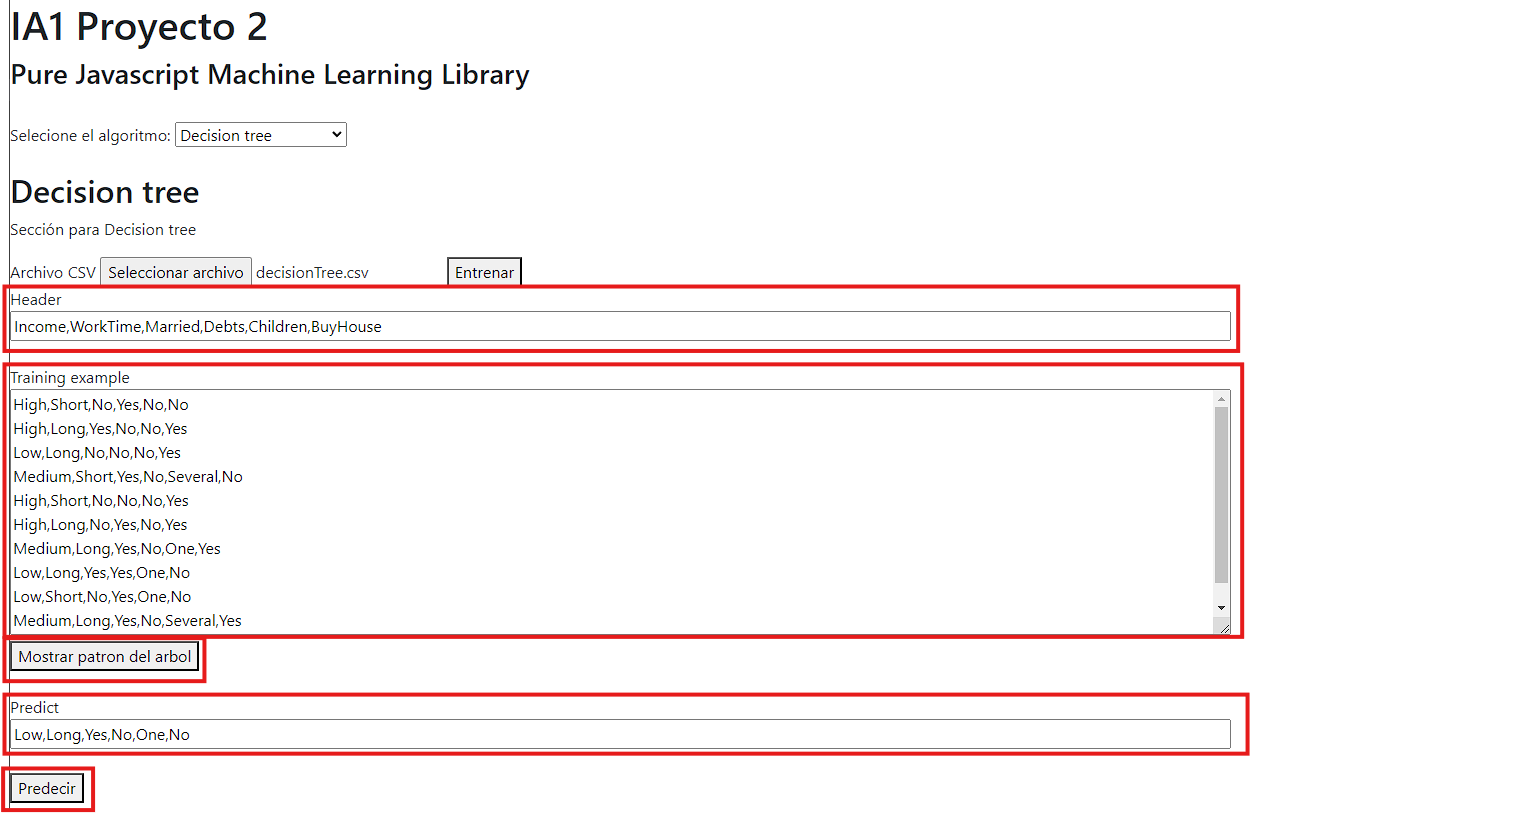 IA1 Proyecto 2
Pure Javascript Machine Learning Library
Selecione el algoritmo: Decision tree
Decision tree
Sección para Decision tree
Archivo CSV Seleccionar archivo decisionTree.csv Entrenar
Header
Income,WorkTime,Married,Debts,Children,BuyHouse
Training example
High,Short,No,Yes,No,No
High,Long,Yes,No,No,Yes
Low,Long,No,No,No,Yes
Medium,Short,Yes,No,Several,No
High,Short,No,No,No,Yes
High,Long,No,Yes,No,Yes
Medium,Long,Yes,No,One,Yes
Low,Long,Yes,Yes,One,No
Low,Short,No,Yes,One,No
Medium,Long,Yes,No,Several,Yes
Mostrar patron del arbol
Predict
Low,Long,Yes,No,One,No
Predecir